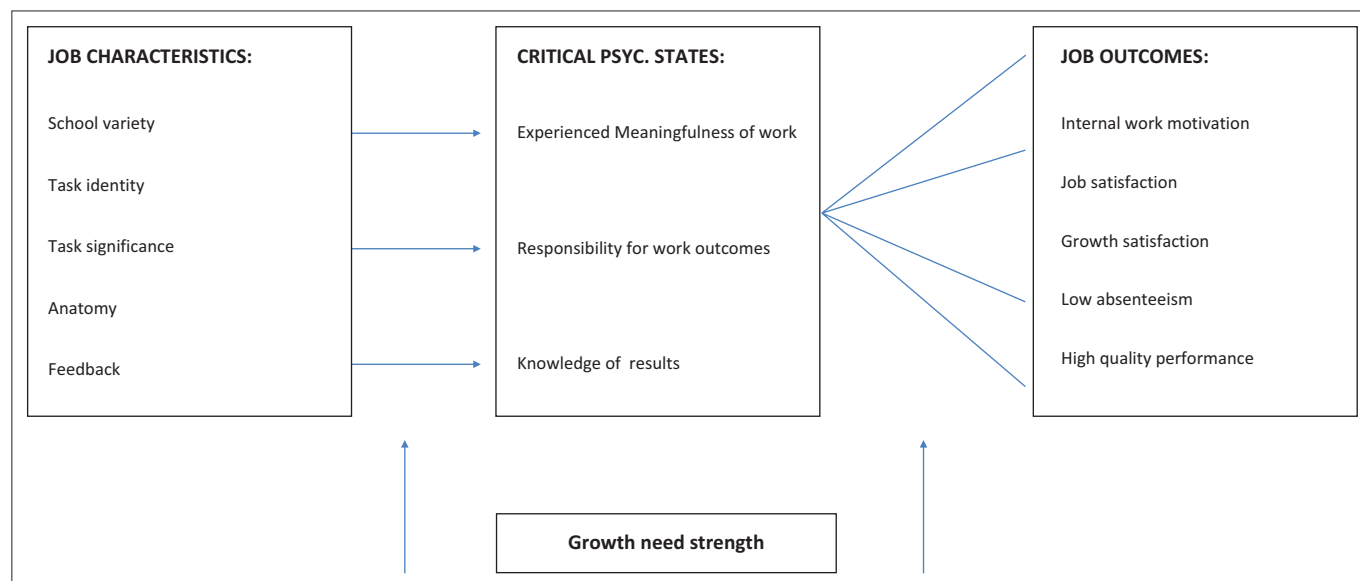 JOB CHARACTERISTICS:
School variety
Task identity
Task significance
Anatomy
Feedback
CRITICAL PSYC. STATES:
Experienced Meaningfulness of work
Responsibility for work outcomes
Knowledge of results
JOB OUTCOMES:
Internal work motivation
Job satisfaction
Growth satisfaction
Low absenteeism
High quality performance
Growth need strength